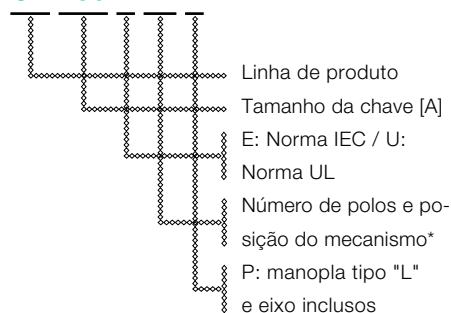 Linha de produto
Tamanho da chave [A]
E: Norma IEC / U:
Norma UL
Número de polos e po-
sição do mecanismo*
P: manopla tipo "L"
e eixo inclusos